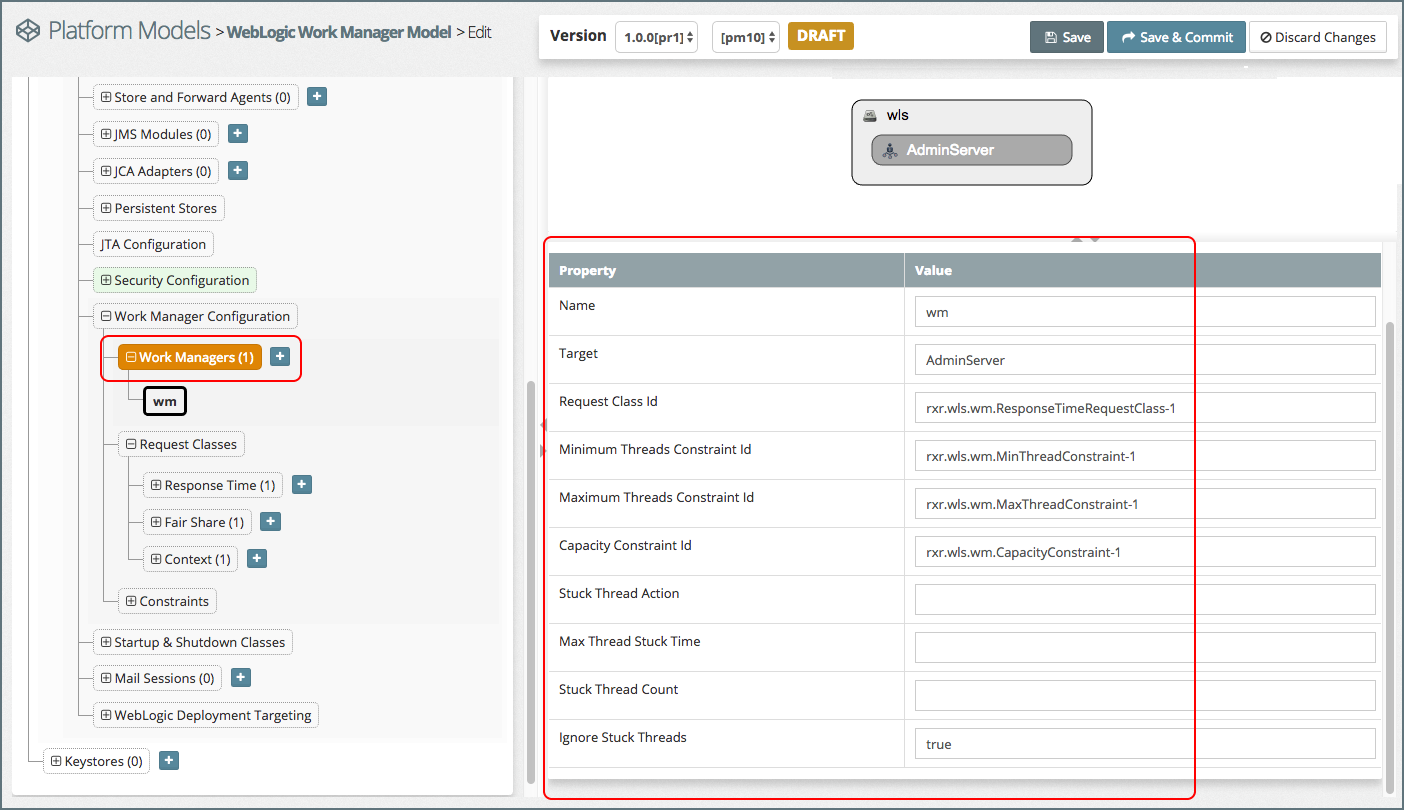 Platform Models > WebLogic Work Manager Model > Edit
Version 1.0.0[pr1] [pm10] DRAFT Save Save & Commit Discard Changes
Store and Forward Agents (0)
JMS Modules (0)
JCA Adapters (0)
Persistent Stores
JTA Configuration
Security Configuration
Work Manager Configuration
Work Managers (1)
wm
Request Classes
Response Time (1)
Fair Share (1)
Context (1)
Constraints
Startup & Shutdown Classes
Mail Sessions (0)
WebLogic Deployment Targeting
Keystores (0)
wls
AdminServer
Property Value
Name wm
Target AdminServer
Request Class Id rxr.wls.wm.ResponseTimeRequestClass-1
Minimum Threads Constraint Id rxr.wls.wm.MinThreadConstraint-1
Maximum Threads Constraint Id rxr.wls.wm.MaxThreadConstraint-1
Capacity Constraint Id rxr.wls.wm.CapacityConstraint-1
Stuck Thread Action
Max Thread Stuck Time
Stuck Thread Count
Ignore Stuck Threads true